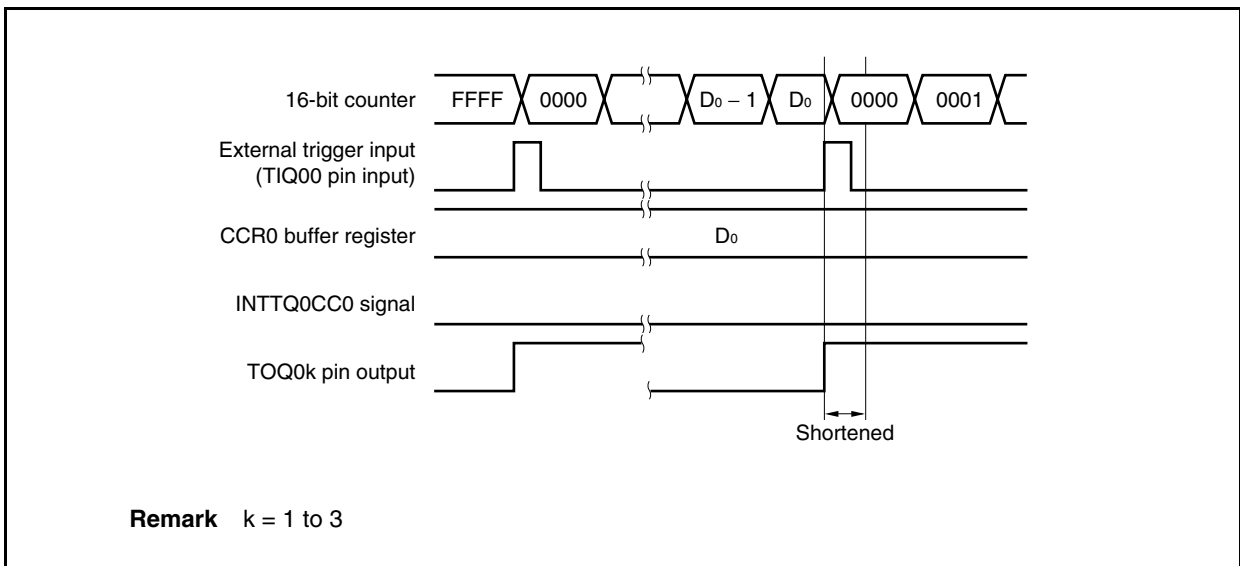 16-bit counter FFFF 0000 D₀ – 1 D₀ 0000 0001
External trigger input
(TIQ00 pin input)
CCR0 buffer register D₀
INTTQ0CC0 signal
TOQ0k pin output
Shortened
Remark k = 1 to 3